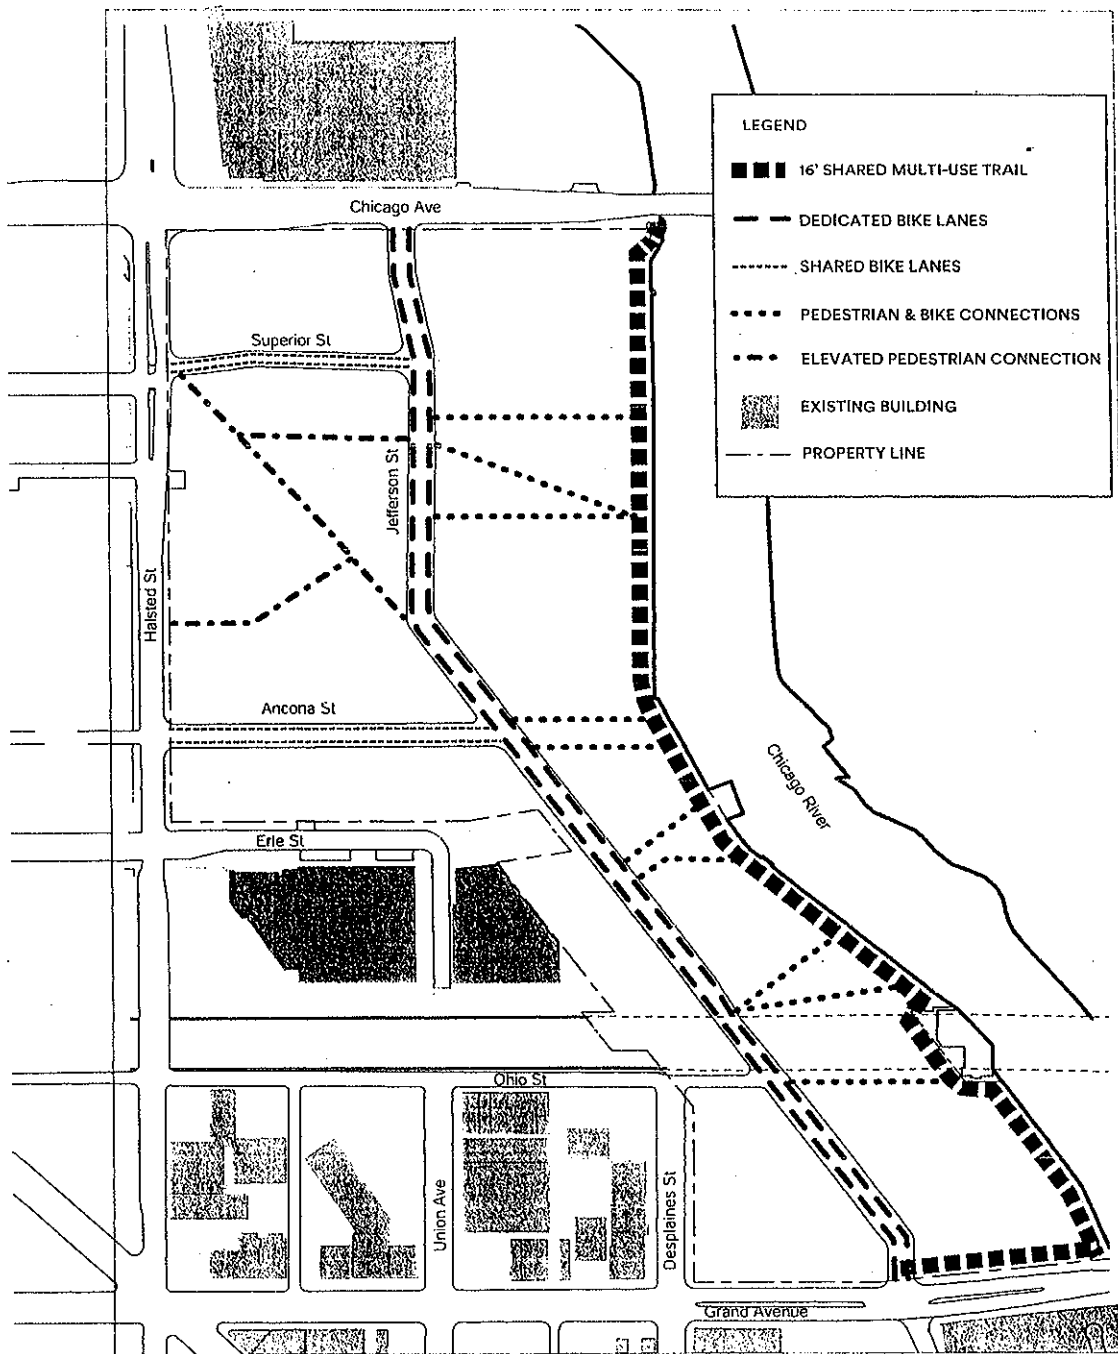 LEGEND
16' SHARED MULTI-USE TRAIL
DEDICATED BIKE LANES
SHARED BIKE LANES
PEDESTRIAN & BIKE CONNECTIONS
ELEVATED PEDESTRIAN CONNECTION
EXISTING BUILDING
PROPERTY LINE
Chicago Ave
Superior St
Jefferson St
Halsted St
Ancona St
Chicago River
Erie St
Ohio St
Union Ave
Desplaines St
Grand Avenue